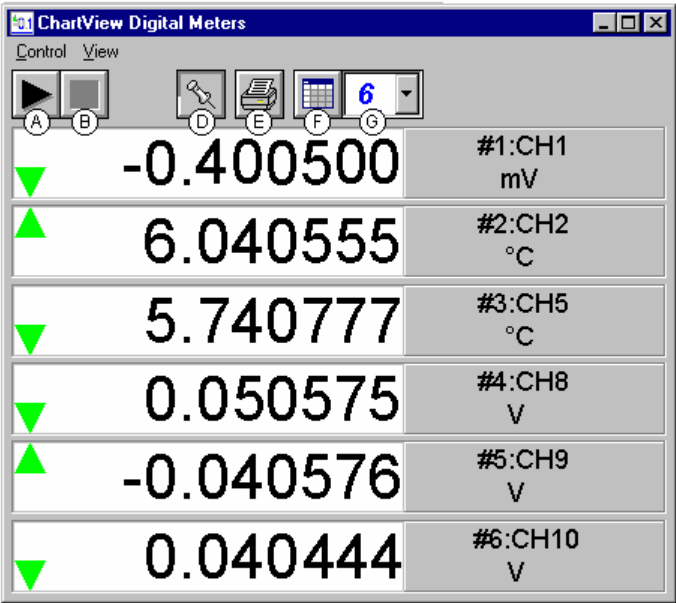 ChartView Digital Meters
Control View
6
A B D E F G
-0.400500
#1:CH1
mV
6.040555
#2:CH2
°C
5.740777
#3:CH5
°C
0.050575
#4:CH8
V
-0.040576
#5:CH9
V
0.040444
#6:CH10
V